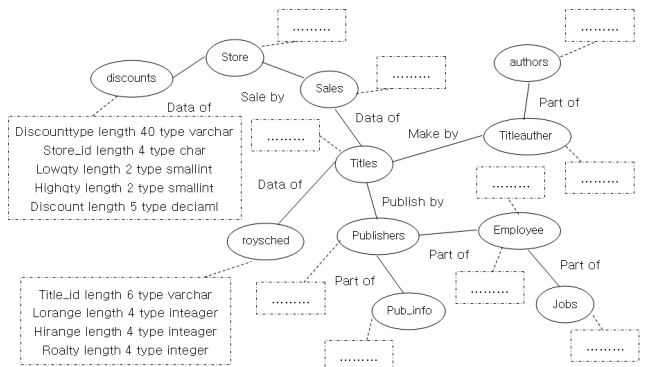 .........
Store
.........
authors
discounts
.........
Sales
Sale by
Data of
Part of
Discounttype length 40 type varchar
Store_id length 4 type char
Lowqty length 2 type smallint
Highqty length 2 type smallint
Discount length 5 type deciaml
.........
Data of
Make by
Titleauther
Titles
.........
.........
Data of
Publish by
roysched
Publishers
Employee
Part of
Part of
Part of
.........
.........
Title_id length 6 type varchar
Lorange length 4 type inteager
Hirange length 4 type inteager
Roalty length 4 type integer
Pub_info
Jobs
.........
.........